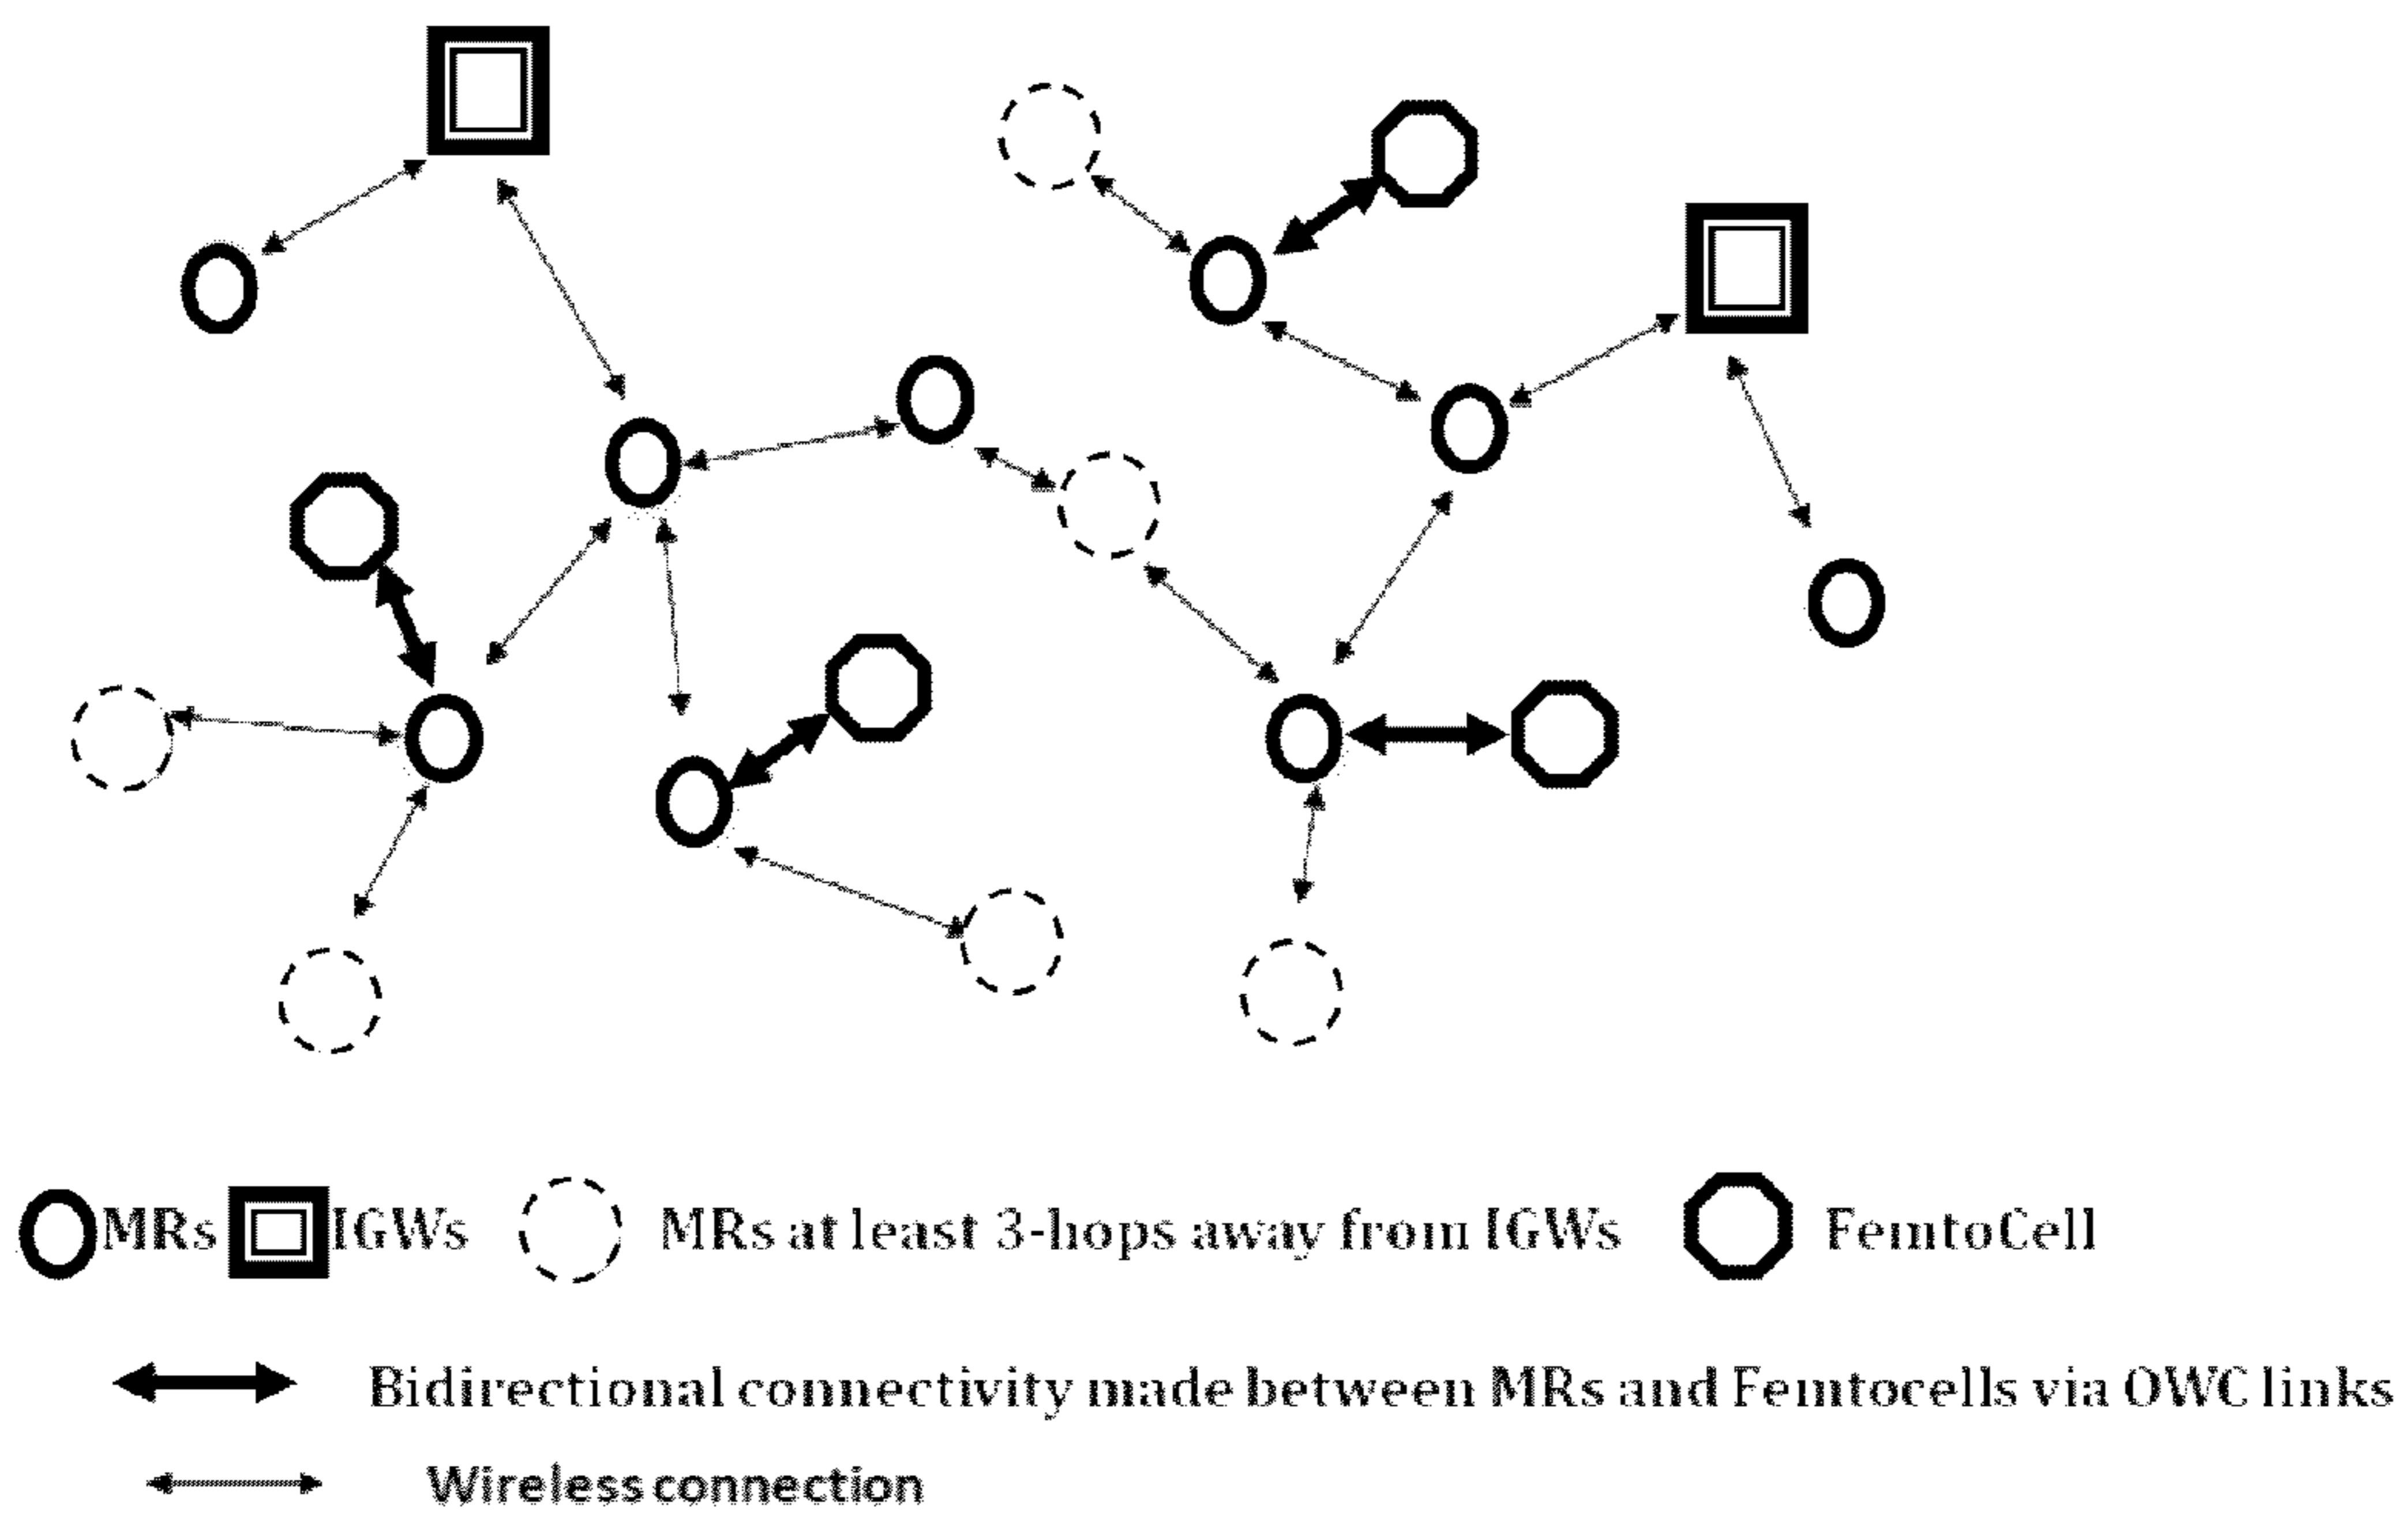 MRs IGWs MRs at least 3-hops away from IGWs FemtoCell
Bidirectional connectivity made between MRs and Femtocells via OWC links
Wireless connection